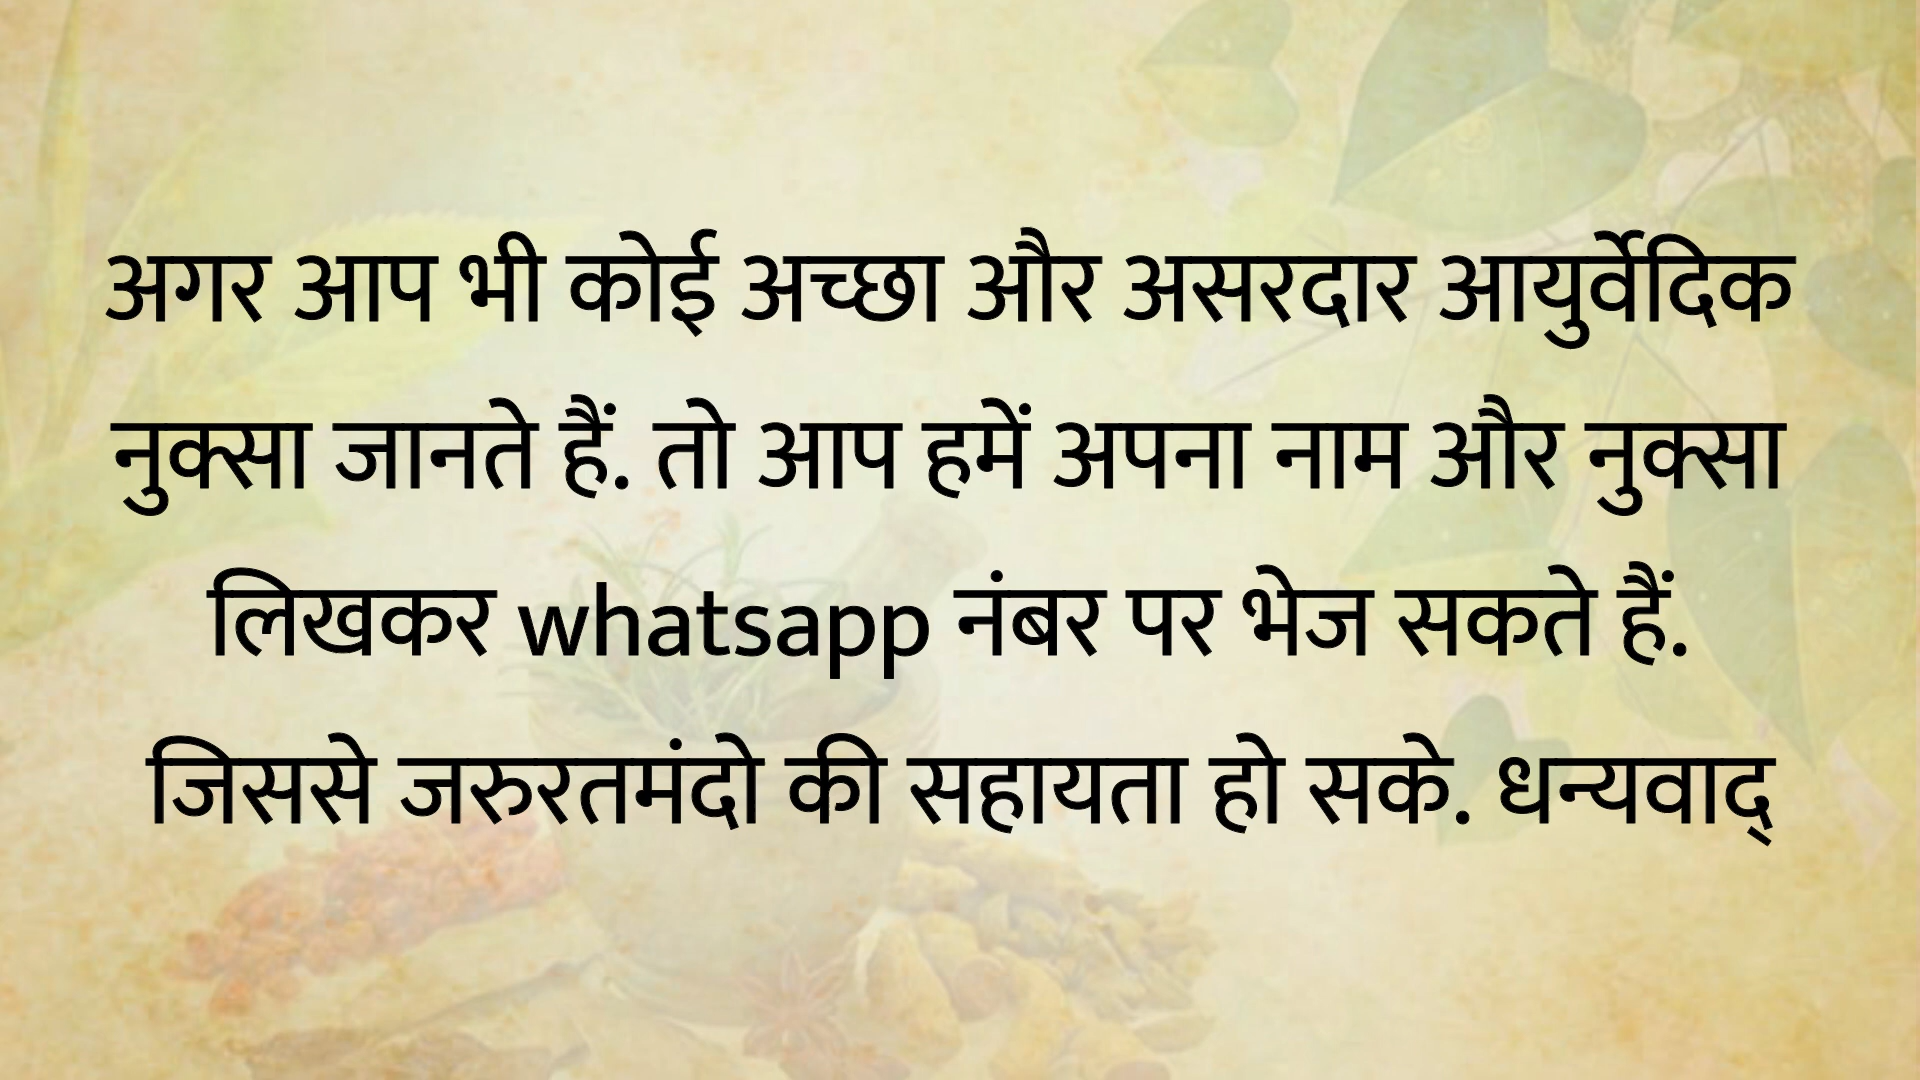 अगर आप भी कोई अच्छा और असरदार आयुर्वेदिक
नुक्सा जानते हैं. तो आप हमें अपना नाम और नुक्सा
लिखकर whatsapp नंबर पर भेज सकते हैं.
जिससे जरुरतमंदो की सहायता हो सके. धन्यवाद्